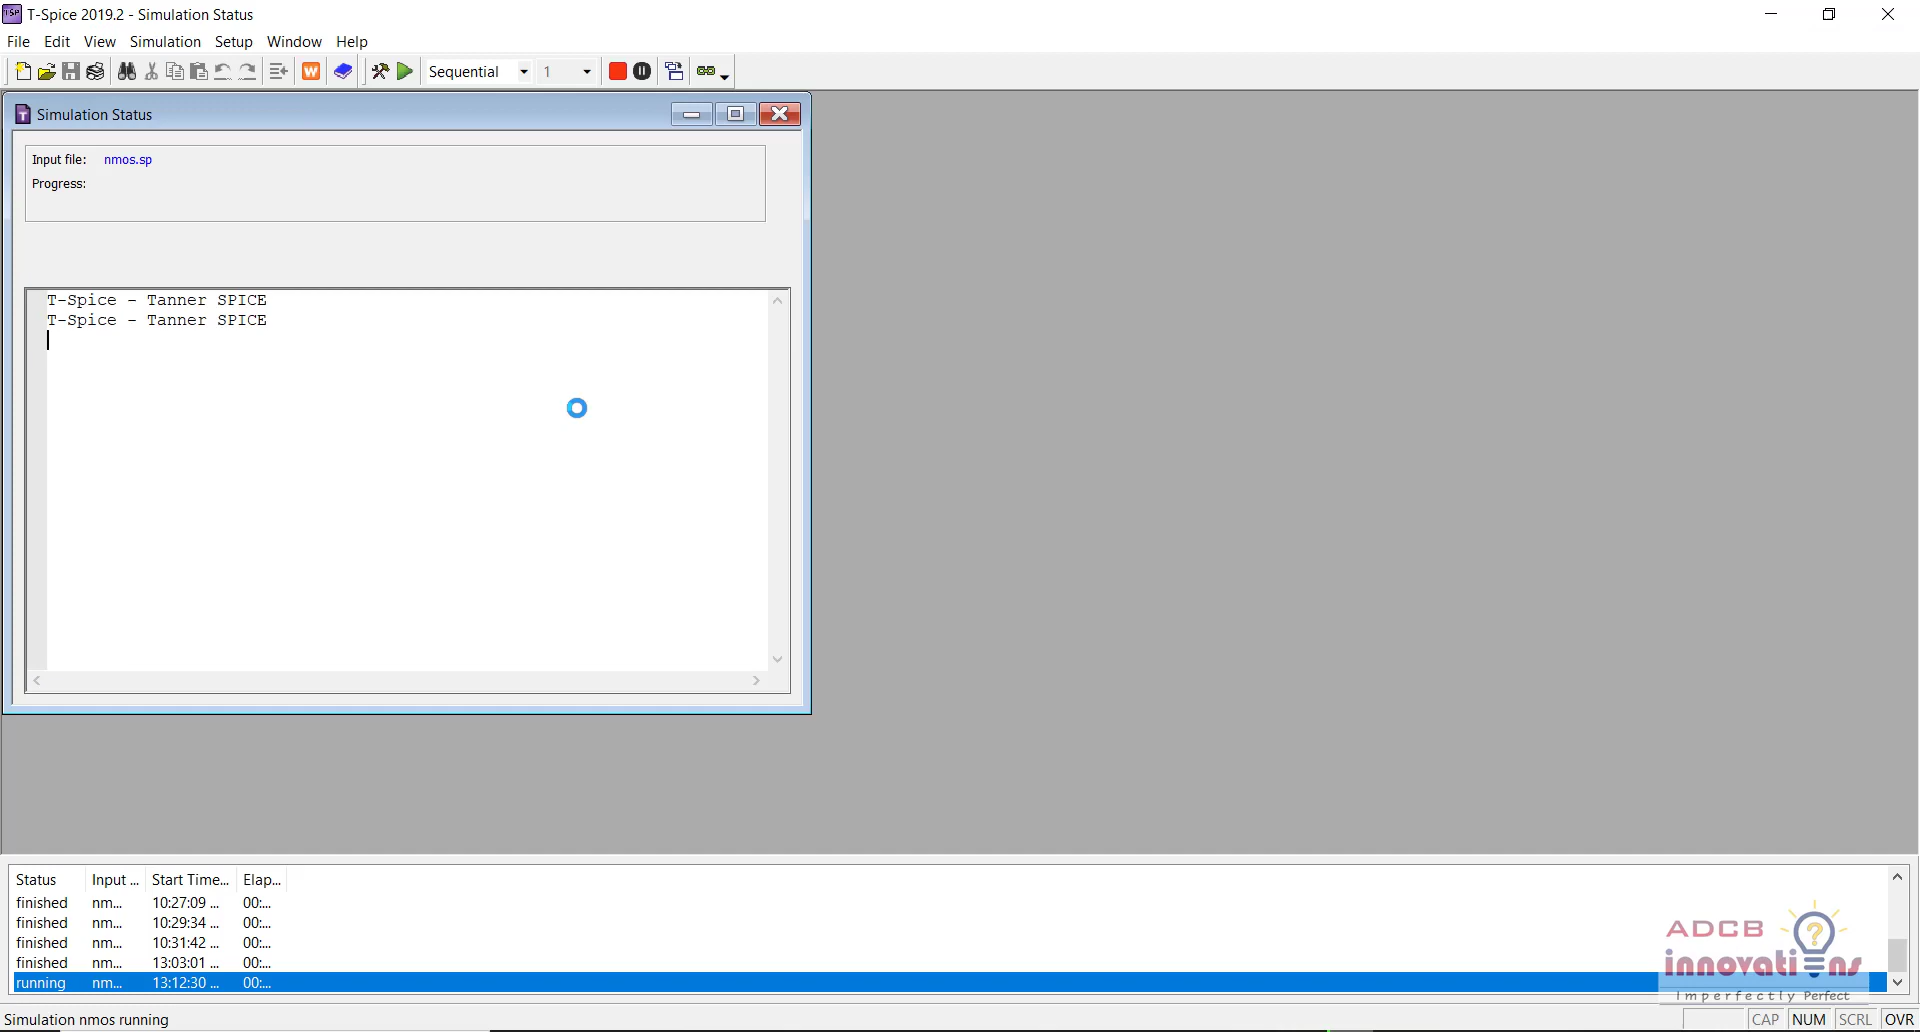 T-Spice 2019.2 - Simulation Status
File Edit View Simulation Setup Window Help
W Sequential 1
Simulation Status
Input file: nmos.sp
Progress:
T-Spice - Tanner SPICE
T-Spice - Tanner SPICE
Status Input ... Start Time... Elap...
finished nm... 10:27:09 ... 00:...
finished nm... 10:29:34 ... 00:...
finished nm... 10:31:42 ... 00:...
finished nm... 13:03:01 ... 00:...
running nm... 13:12:30 ... 00:...
ADCB
innovations
Imperfectly Perfect
Simulation nmos running
CAP NUM SCRL OVR